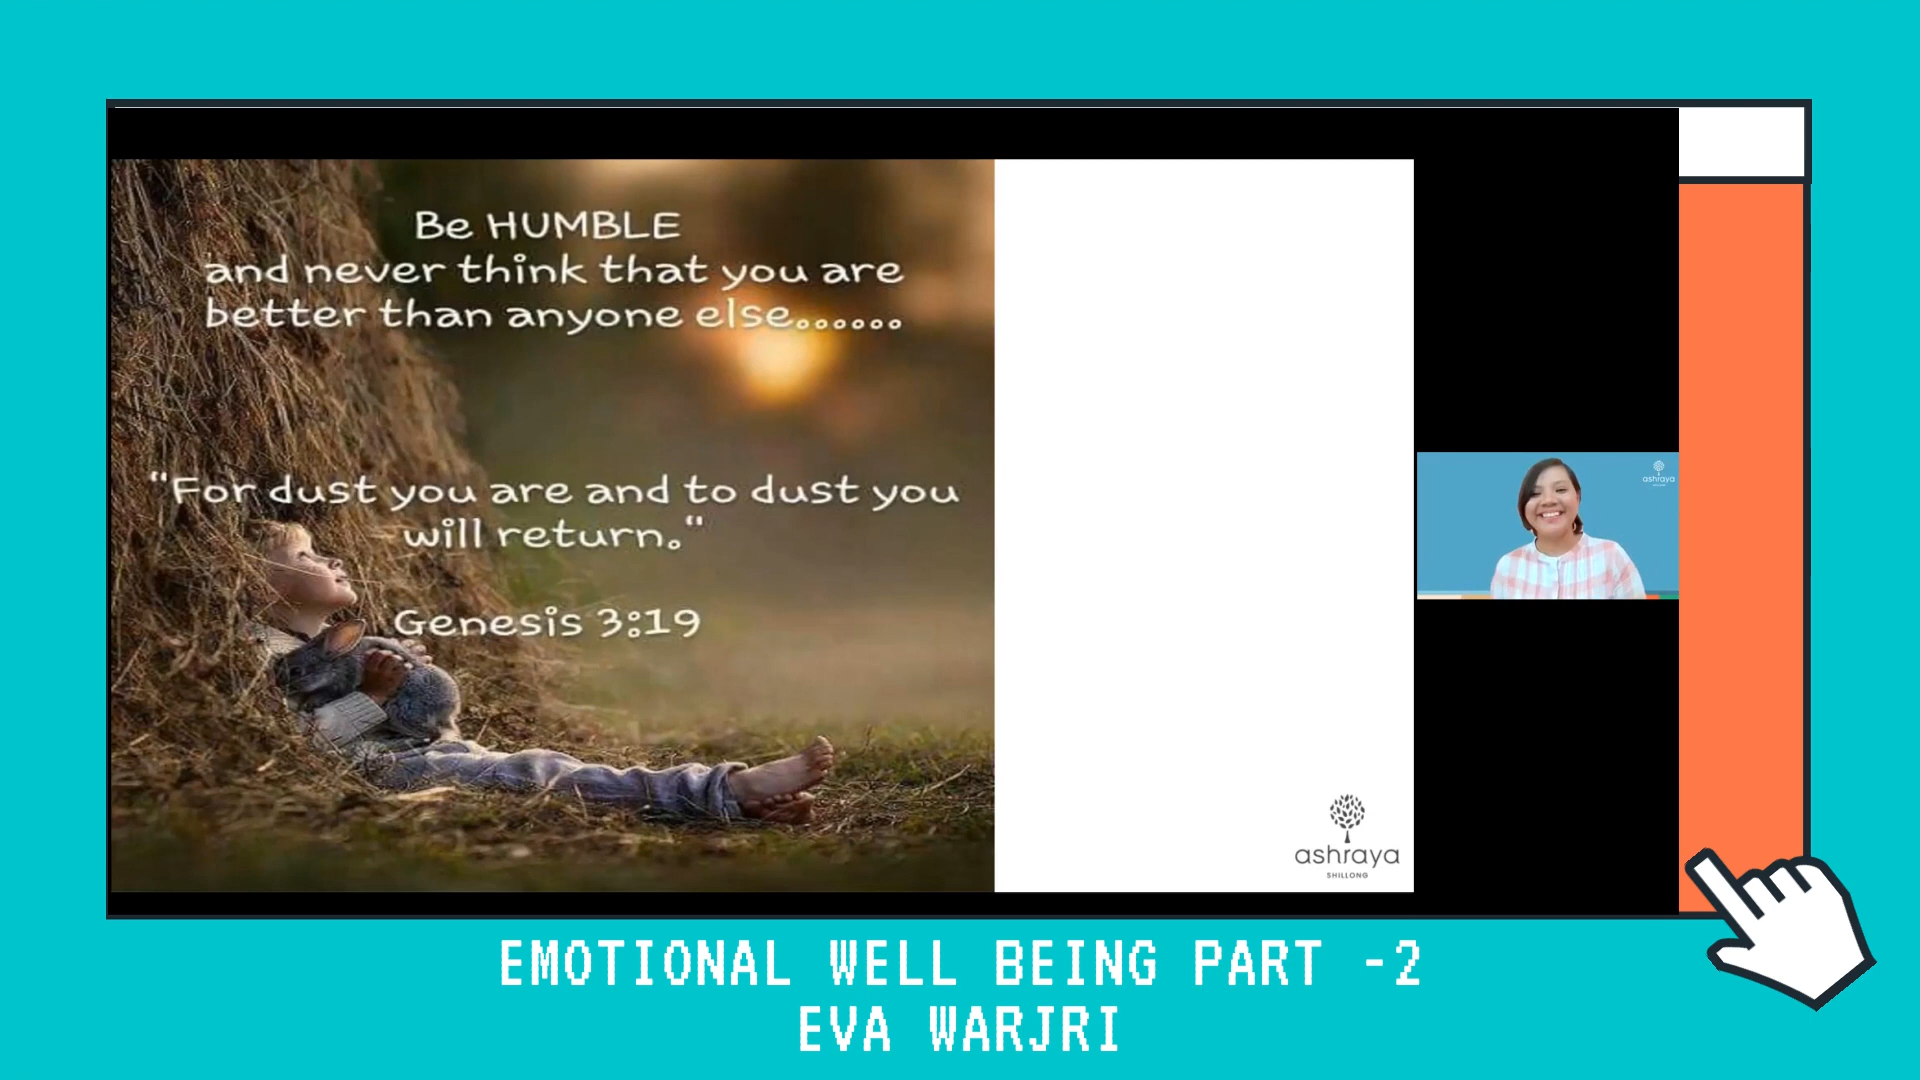 Be HUMBLE
and never think that you are
better than anyone else......
"For dust you are and to dust you
will return."
Genesis 3:19
ashraya
SHILLONG
ashraya
EMOTIONAL WELL BEING PART -2
EVA WARJRI